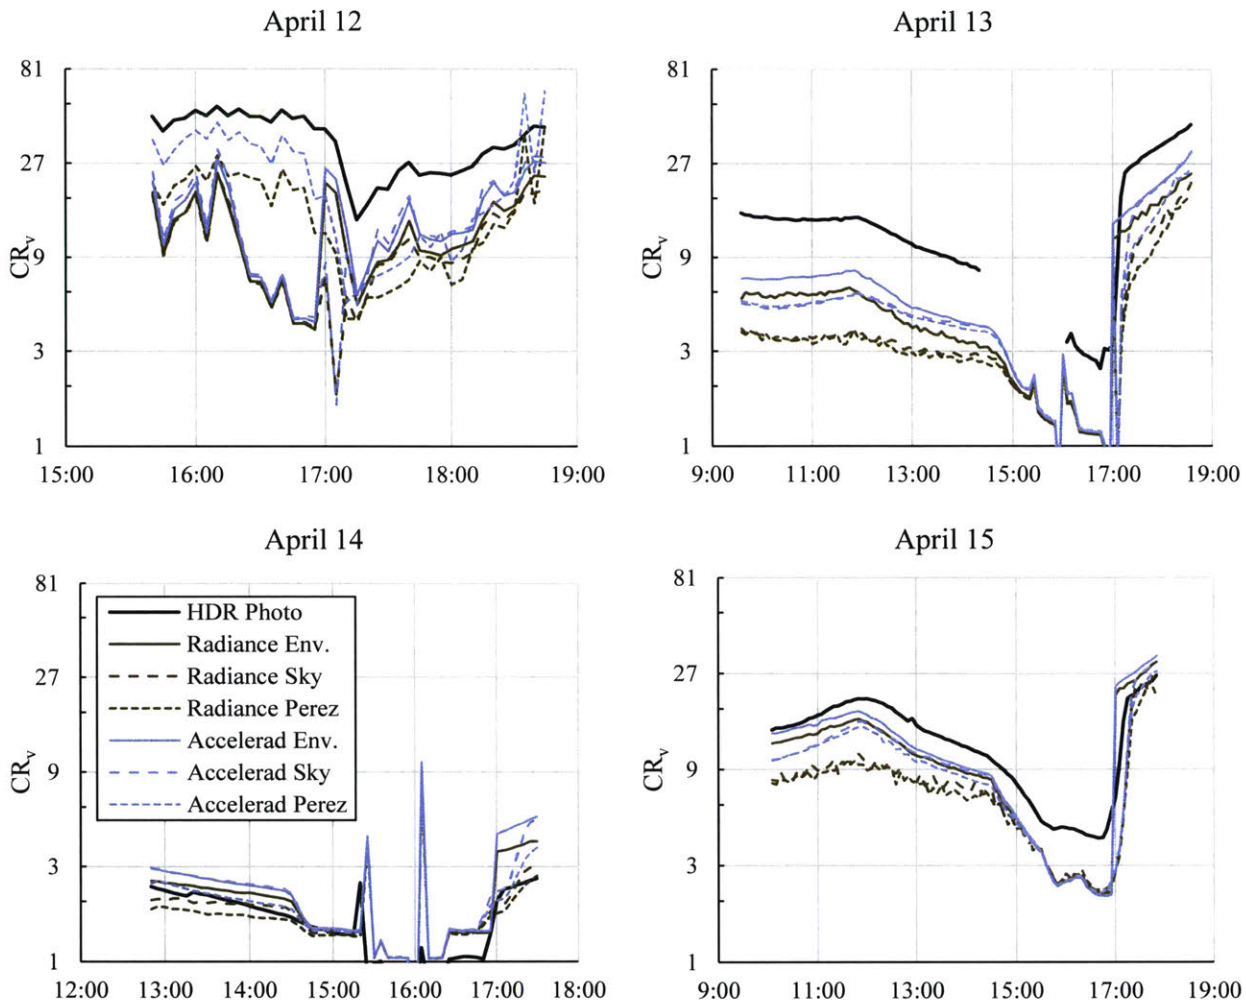 April 12
81
27
9
3
1
CRv
15:00 16:00 17:00 18:00 19:00
April 13
81
27
9
3
1
CRv
9:00 11:00 13:00 15:00 17:00 19:00
April 14
81
27
9
3
1
CRv
HDR Photo
Radiance Env.
Radiance Sky
Radiance Perez
Accelerad Env.
Accelerad Sky
Accelerad Perez
12:00 13:00 14:00 15:00 16:00 17:00 18:00
April 15
81
27
9
3
1
CRv
9:00 11:00 13:00 15:00 17:00 19:00